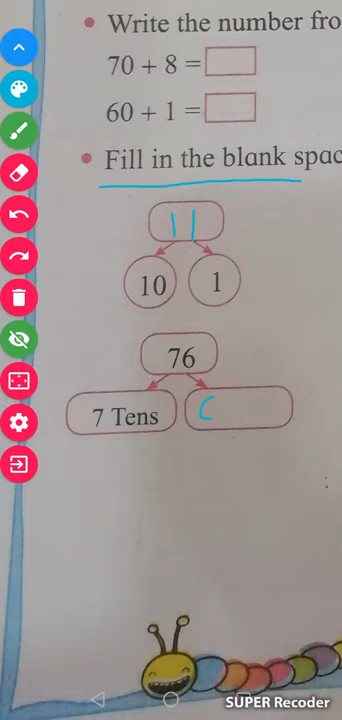 Write the number fro
70 + 8 =
60 + 1 =
Fill in the blank spac
11
10 1
76
7 Tens
SUPER Recoder